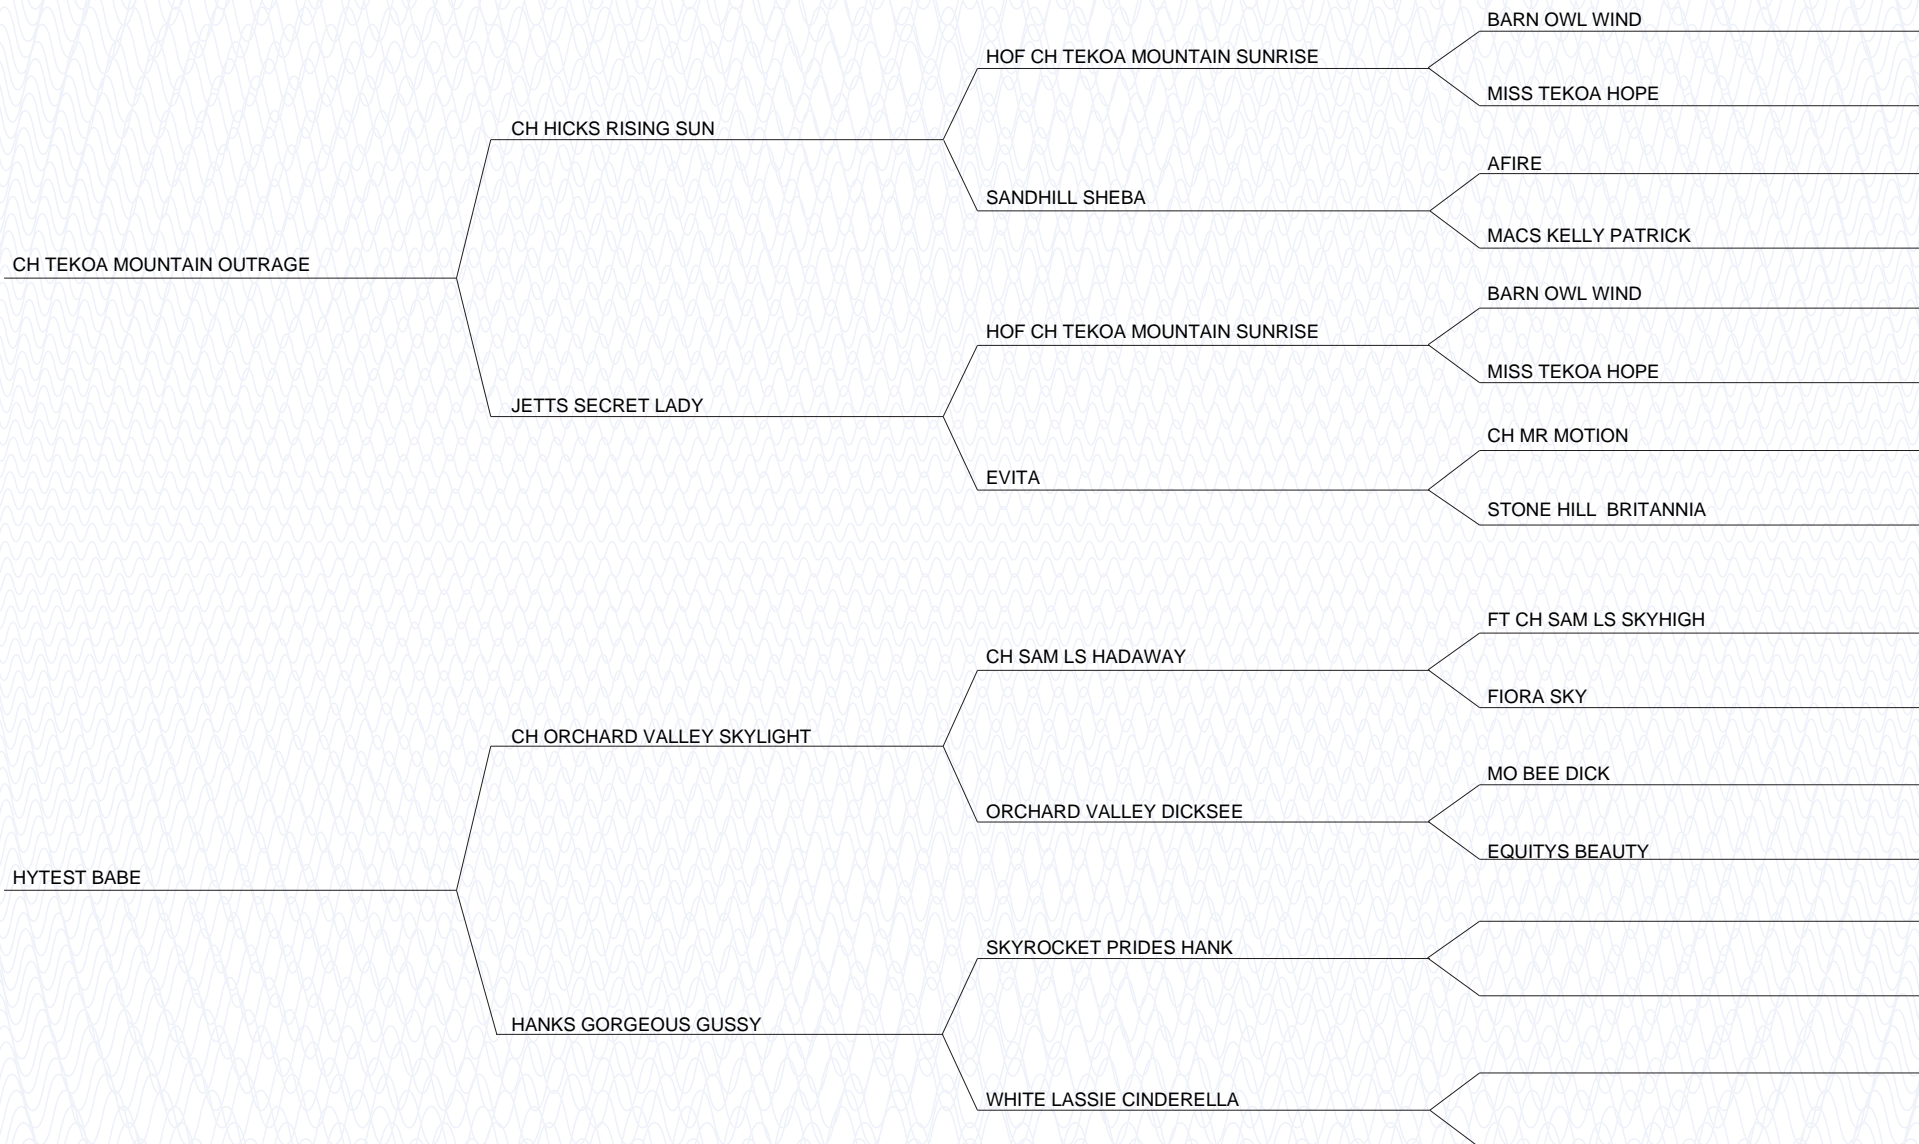 BARN OWL WIND
HOF CH TEKOA MOUNTAIN SUNRISE
MISS TEKOA HOPE
CH HICKS RISING SUN
AFIRE
SANDHILL SHEBA
MACS KELLY PATRICK
CH TEKOA MOUNTAIN OUTRAGE
BARN OWL WIND
HOF CH TEKOA MOUNTAIN SUNRISE
MISS TEKOA HOPE
JETTS SECRET LADY
CH MR MOTION
EVITA
STONE HILL  BRITANNIA
FT CH SAM LS SKYHIGH
CH SAM LS HADAWAY
FIORA SKY
CH ORCHARD VALLEY SKYLIGHT
MO BEE DICK
ORCHARD VALLEY DICKSEE
EQUITYS BEAUTY
HYTEST BABE
SKYROCKET PRIDES HANK
HANKS GORGEOUS GUSSY
WHITE LASSIE CINDERELLA